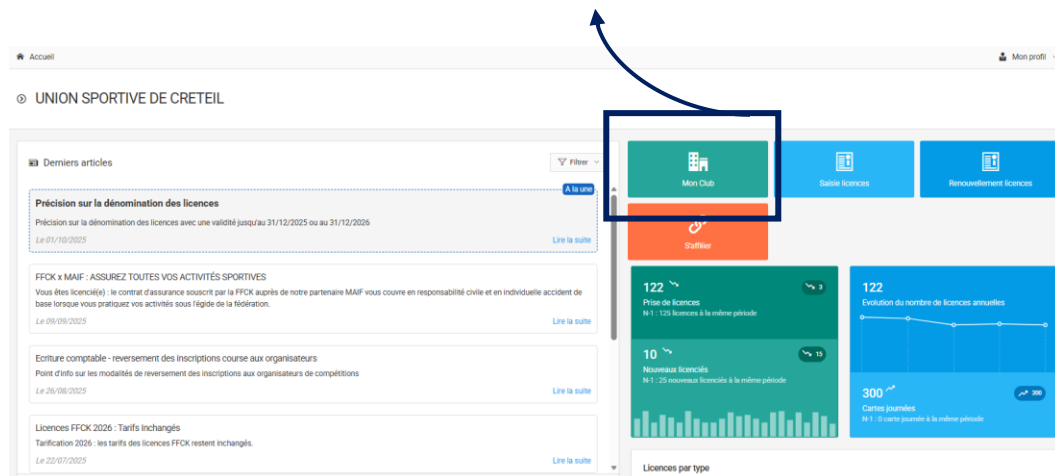 Accueil
Mon profil
UNION SPORTIVE DE CRETEIL
Derniers articles
Filtrer
A la une
Précision sur la dénomination des licences
Précision sur la dénomination des licences avec une validité jusqu'au 31/12/2025 ou au 31/12/2026
Le 01/10/2025
Lire la suite
FFCK x MAIF : ASSUREZ TOUTES VOS ACTIVITÉS SPORTIVES
Vous êtes licencié(e) : le contrat d'assurance souscrit par la FFCK auprès de notre partenaire MAIF vous couvre en responsabilité civile et en individuelle accident de
base lorsque vous pratiquez vos activités sous l'égide de la fédération.
Le 09/09/2025
Lire la suite
Ecriture comptable - reversement des inscriptions course aux organisateurs
Point d'info sur les modalités de reversement des inscriptions aux organisateurs de compétitions
Le 26/08/2025
Lire la suite
Licences FFCK 2026 : Tarifs inchangés
Tarification 2026 : les tarifs des licences FFCK restent inchangés.
Le 22/07/2025
Lire la suite
Mon Club
Saisie licences
Renouvellement licences
S'affilier
122
3
Prise de licences
N-1 : 125 licences à la même période
10
15
Nouveaux licenciés
N-1 : 25 nouveaux licenciés à la même période
122
Evolution du nombre de licences annuelles
300
300
Cartes journées
N-1 : 0 carte journée à la même période
Licences par type